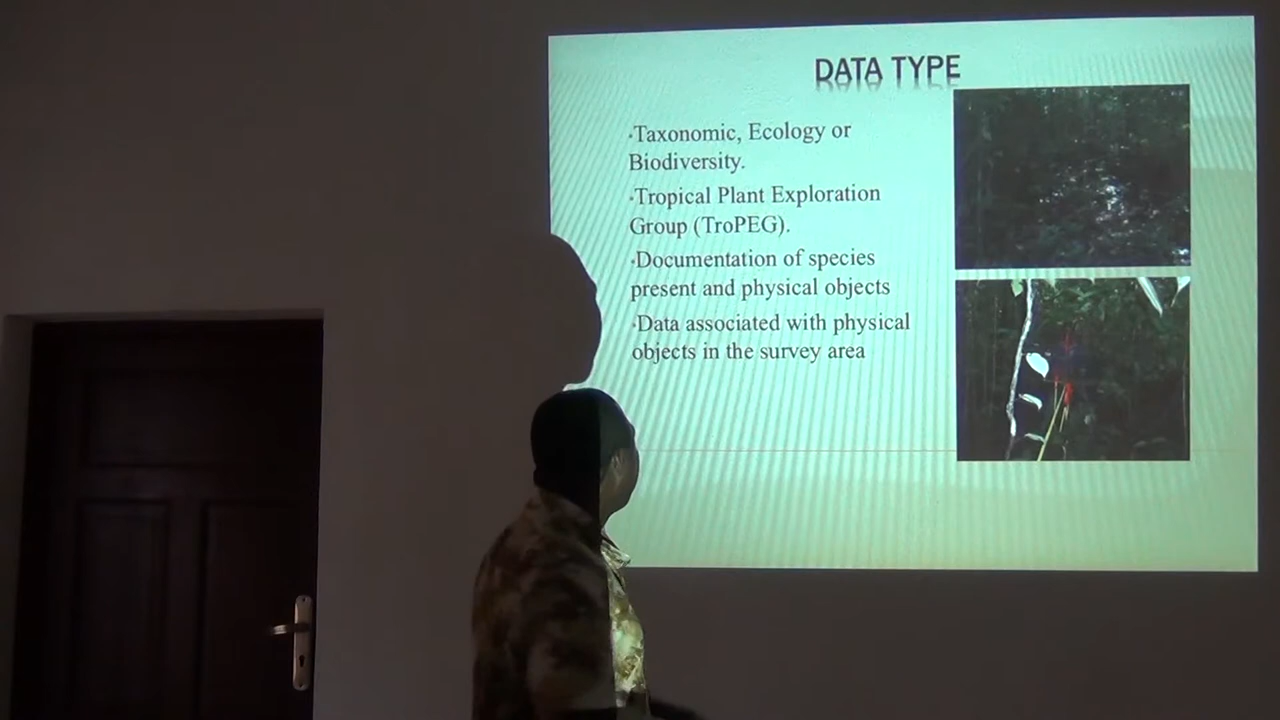 DATA TYPE
•Taxonomic, Ecology or
Biodiversity.
•Tropical Plant Exploration
Group (TroPEG).
•Documentation of species
present and physical objects
•Data associated with physical
objects in the survey area